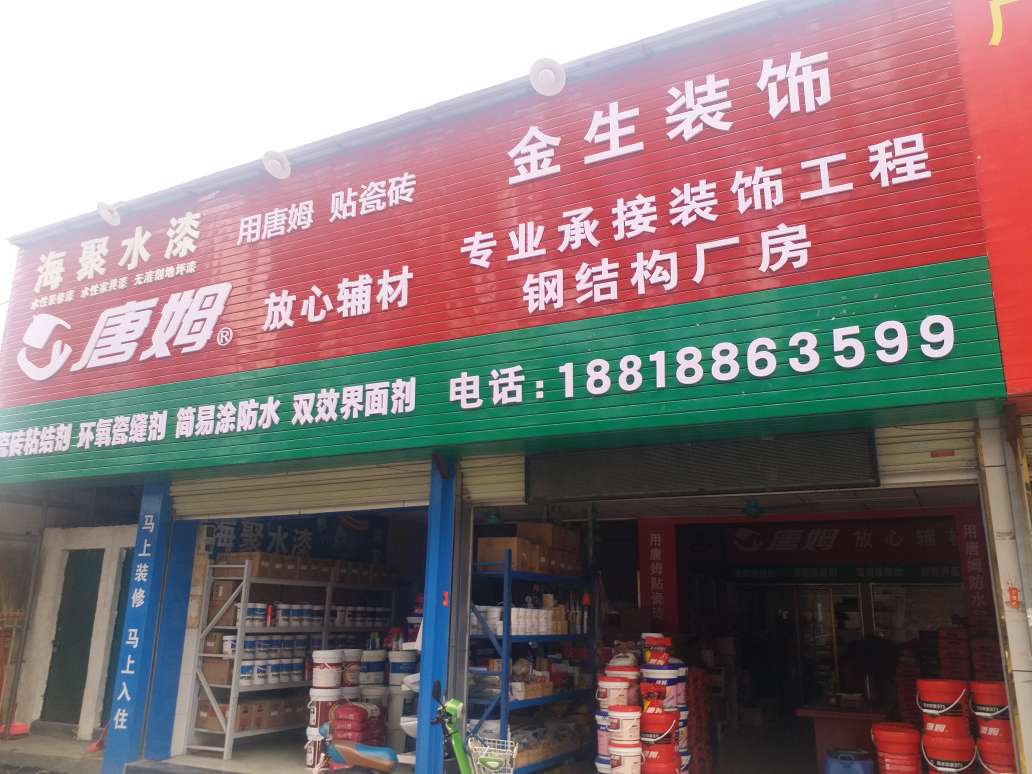 金生装饰
专业承接装饰工程
钢结构厂房
海聚水漆
水性装修漆 水性家具漆 无溶剂地坪漆
用唐姆 贴瓷砖
唐姆®
放心辅材
瓷砖粘结剂 环氧瓷缝剂 简易涂防水 双效界面剂
电话:18818863599
广
马上装修 马上入住
海聚水漆
用唐姆贴瓷
唐姆 放心辅材
用唐姆防水